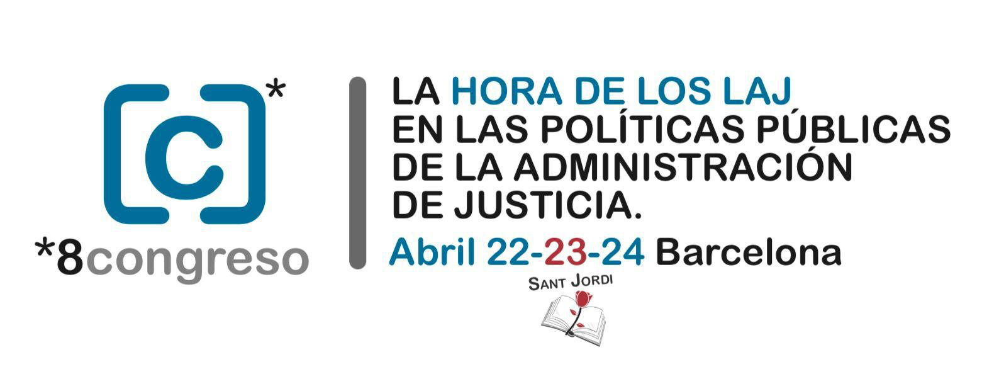 [C]*
*8congreso
LA HORA DE LOS LAJ
EN LAS POLÍTICAS PÚBLICAS
DE LA ADMINISTRACIÓN
DE JUSTICIA.
Abril 22-23-24 Barcelona
SANT JORDI